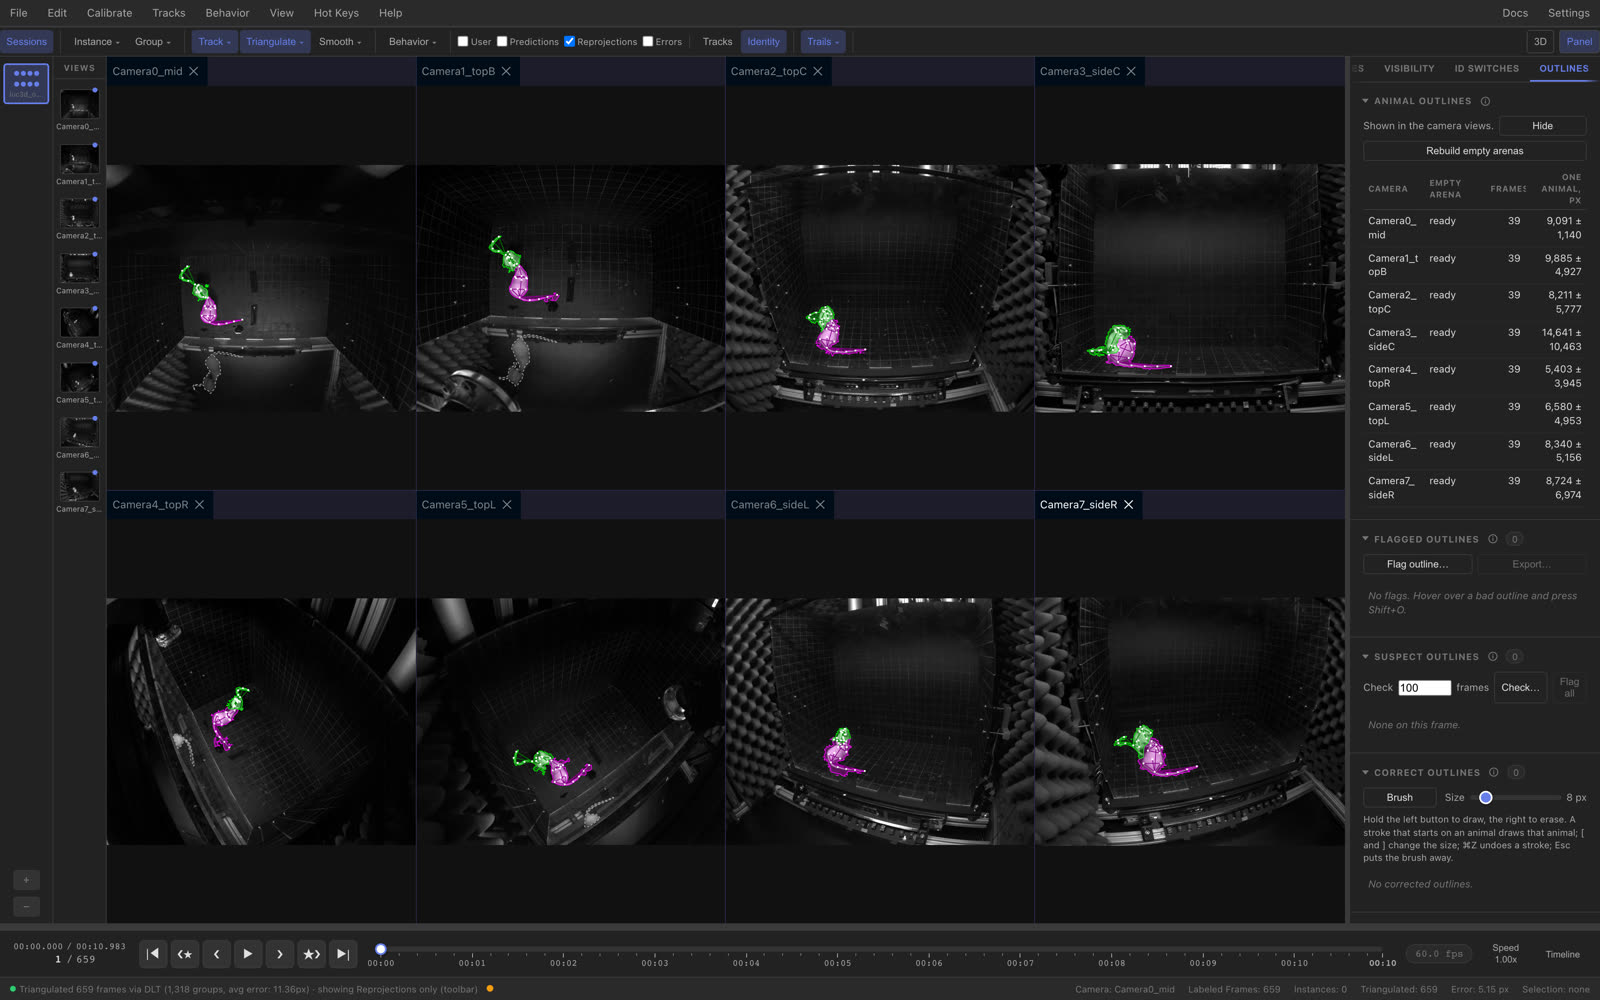 File Edit Calibrate Tracks Behavior View Hot Keys Help Docs Settings
Sessions Instance Group Track Triangulate Smooth Behavior User Predictions Reprojections Errors Tracks Identity Trails 3D Panel
VIEWS
Camera0_...
Camera1_t...
Camera2_t...
Camera3_...
Camera4_t...
Camera5_t...
Camera6_...
Camera7_s...
Camera0_mid
Camera1_topB
Camera2_topC
Camera3_sideC
Camera4_topR
Camera5_topL
Camera6_sideL
Camera7_sideR
ES VISIBILITY ID SWITCHES OUTLINES
ANIMAL OUTLINES
Shown in the camera views. Hide
Rebuild empty arenas
CAMERA EMPTY ARENA FRAMES ONE ANIMAL, PX
Camera0_mid ready 39 9,091 ± 1,140
Camera1_topB ready 39 9,885 ± 4,927
Camera2_topC ready 39 8,211 ± 5,777
Camera3_sideC ready 39 14,641 ± 10,463
Camera4_topR ready 39 5,403 ± 3,945
Camera5_topL ready 39 6,580 ± 4,953
Camera6_sideL ready 39 8,340 ± 5,156
Camera7_sideR ready 39 8,724 ± 6,974
FLAGGED OUTLINES 0
Flag outline... Export...
No flags. Hover over a bad outline and press
Shift+O.
SUSPECT OUTLINES 0
Check 100 frames Check... Flag all
None on this frame.
CORRECT OUTLINES 0
Brush Size 8 px
Hold the left button to draw, the right to erase. A
stroke that starts on an animal draws that animal; [
and ] change the size; ⌘Z undoes a stroke; Esc
puts the brush away.
No corrected outlines.
00:00.000 / 00:10.983
1 / 659
00:00 00:01 00:02 00:03 00:04 00:05 00:06 00:07 00:08 00:09 00:10 00:10
60.0 fps
Speed
1.00x
Timeline
Triangulated 659 frames via DLT (1,318 groups, avg error: 11.36px) · showing Reprojections only (toolbar)
Camera: Camera0_mid Labeled Frames: 659 Instances: 0 Triangulated: 659 Error: 5.15 px Selection: none